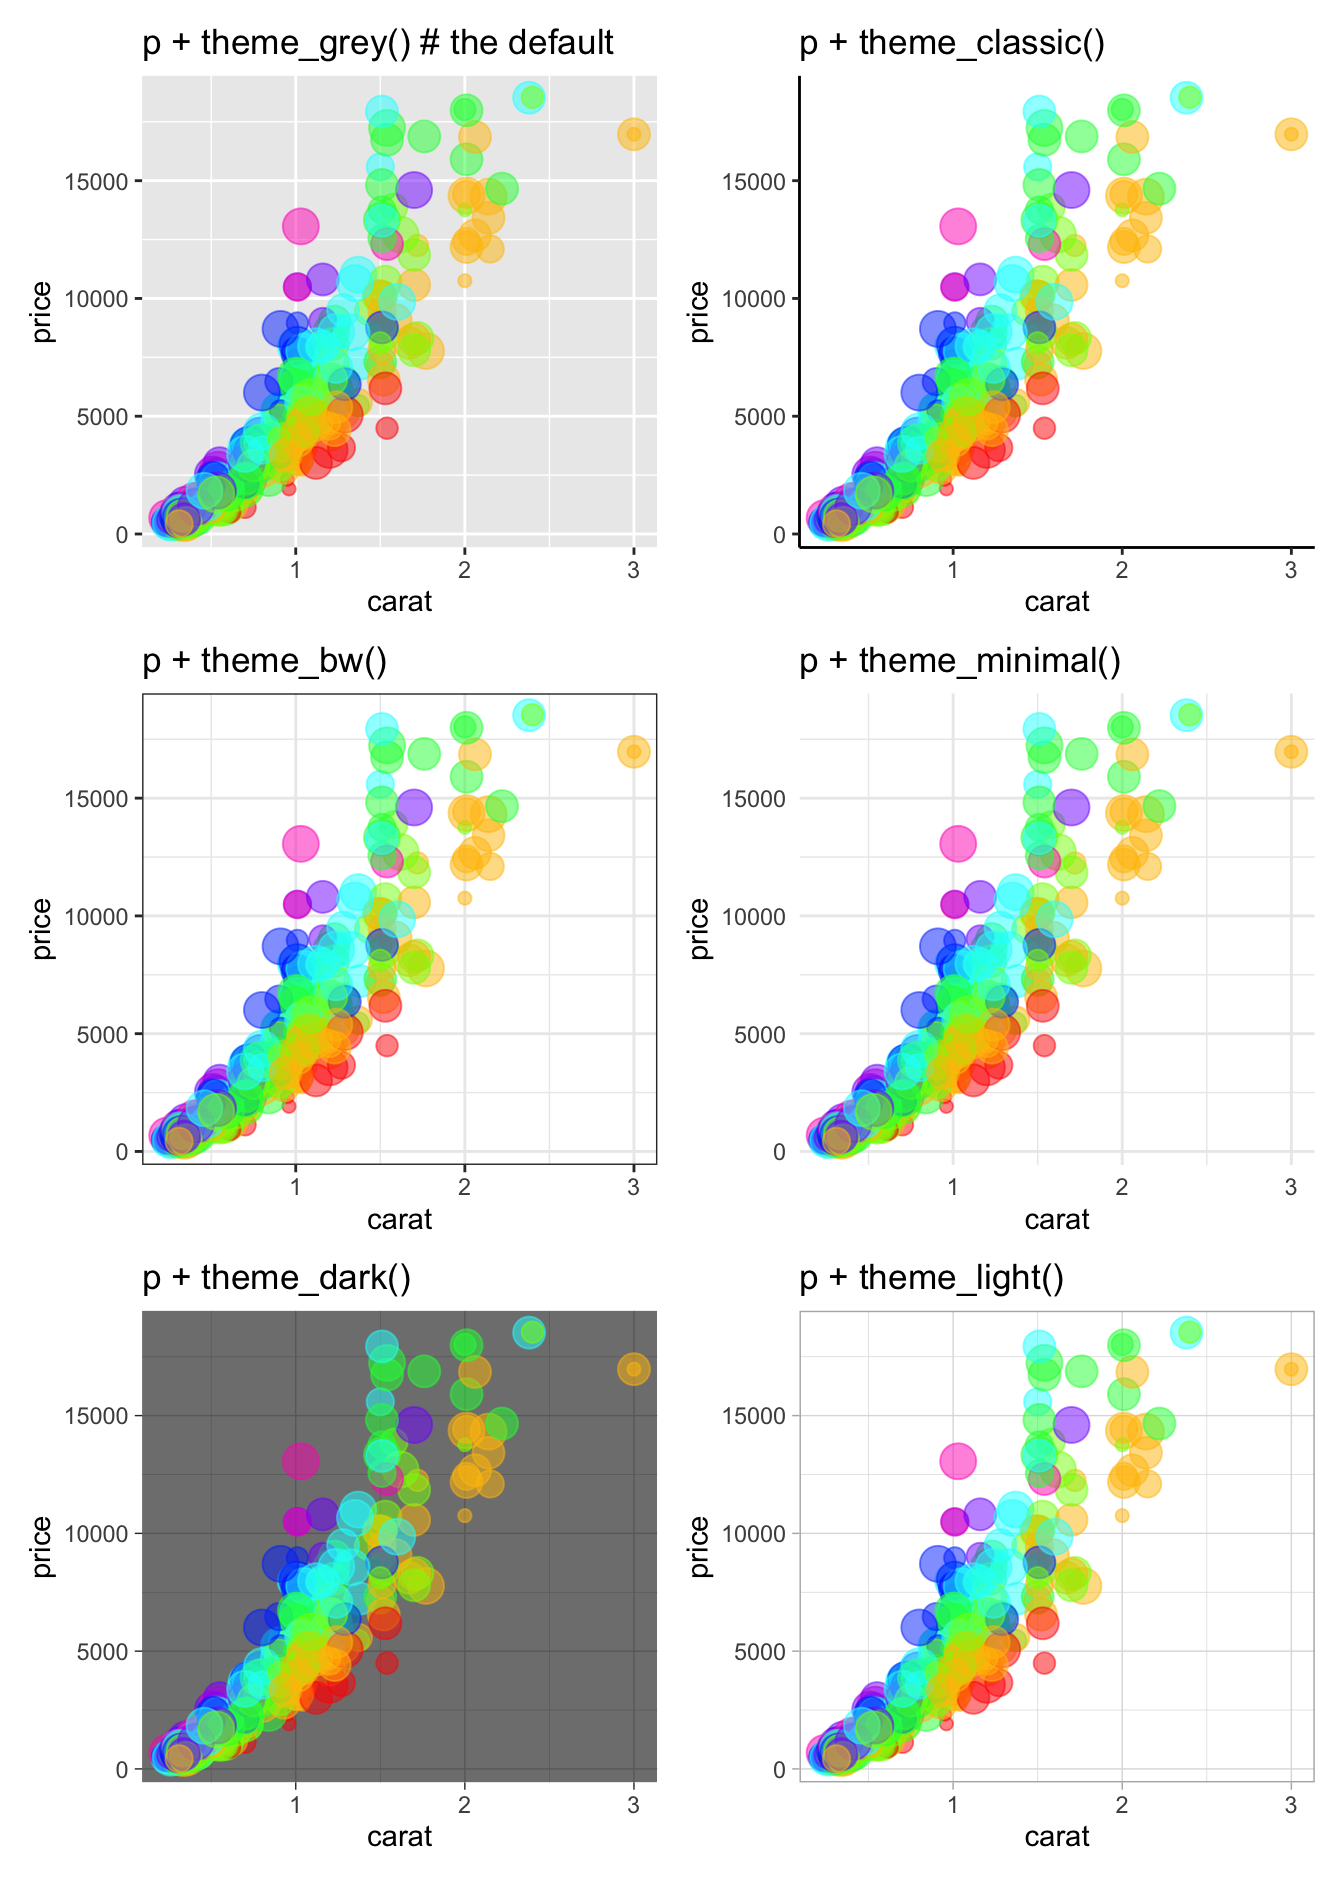 p + theme_grey() # the default
price
15000
10000
5000
0
1 2 3
carat
p + theme_classic()
price
15000
10000
5000
0
1 2 3
carat
p + theme_bw()
price
15000
10000
5000
0
1 2 3
carat
p + theme_minimal()
price
15000
10000
5000
0
1 2 3
carat
p + theme_dark()
price
15000
10000
5000
0
1 2 3
carat
p + theme_light()
price
15000
10000
5000
0
1 2 3
carat